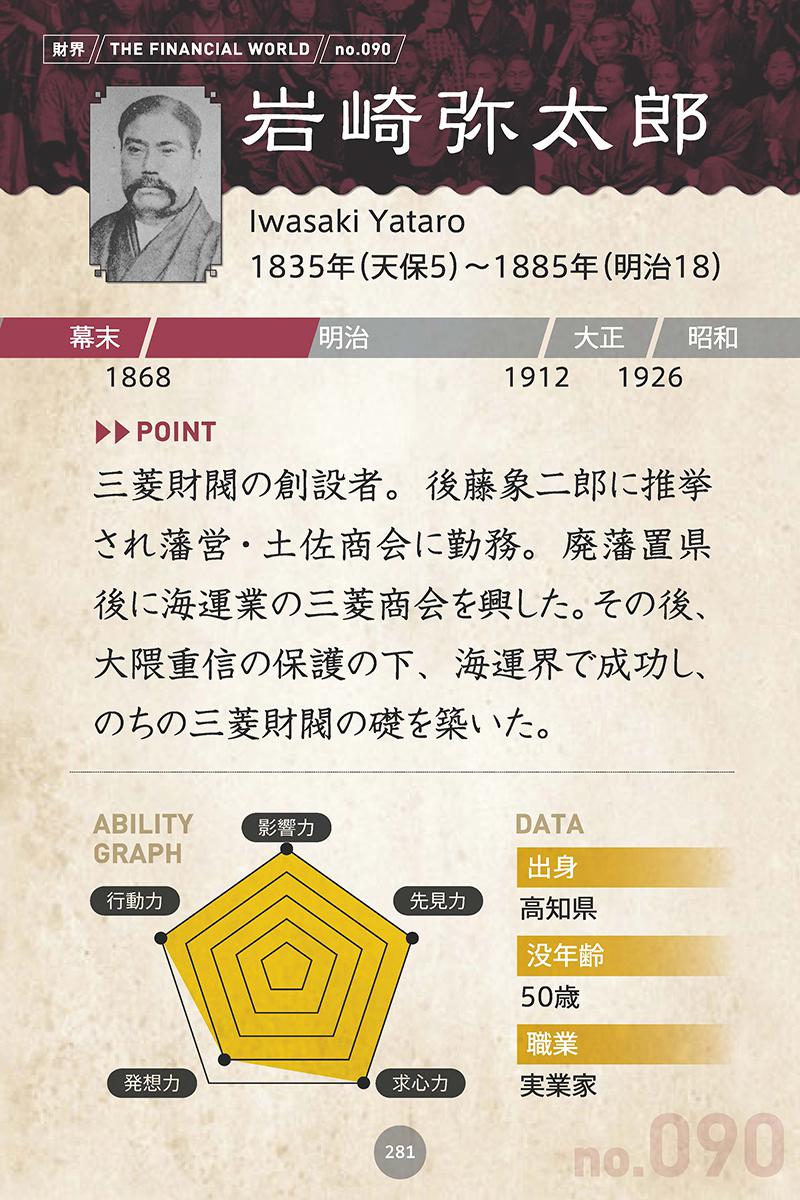 財界 THE FINANCIAL WORLD no.090
岩崎弥太郎
Iwasaki Yataro
1835年（天保5）～1885年（明治18）
幕末 明治 大正 昭和
1868 1912 1926
POINT
三菱財閥の創設者。後藤象二郎に推挙
され藩営・土佐商会に勤務。廃藩置県
後に海運業の三菱商会を興した。その後、
大隈重信の保護の下、海運界で成功し、
のちの三菱財閥の礎を築いた。
ABILITY
GRAPH
影響力
行動力
先見力
発想力
求心力
DATA
出身
高知県
没年齢
50歳
職業
実業家
281
no.090